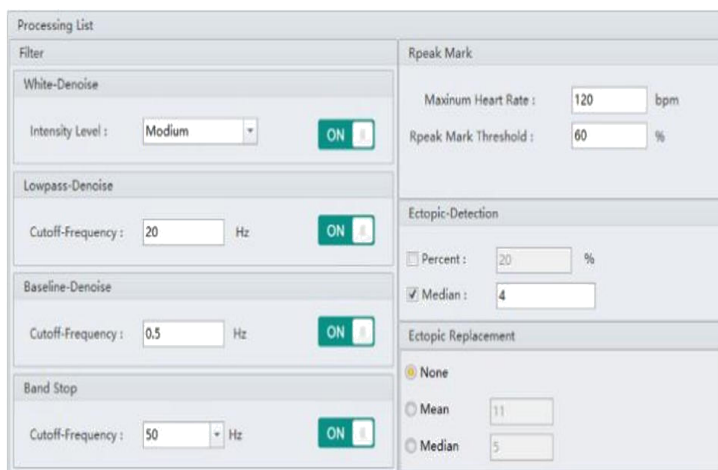 Processing List
Filter
White-Denoise
Intensity Level : Modium ON
Lowpass-Denoise
Cutoff-Frequency : 20 Hz ON
Baseline-Denoise
Cutoff-Frequency : 0.5 Hz ON
Band Stop
Cutoff-Frequency : 50 Hz ON
Rpeak Mark
Maxinum Heart Rate : 120 bpm
Rpeak Mark Threshold : 60 %
Ectopic-Detection
Percent : 20 %
Median : 4
Ectopic Replacement
None
Mean 11
Median 5